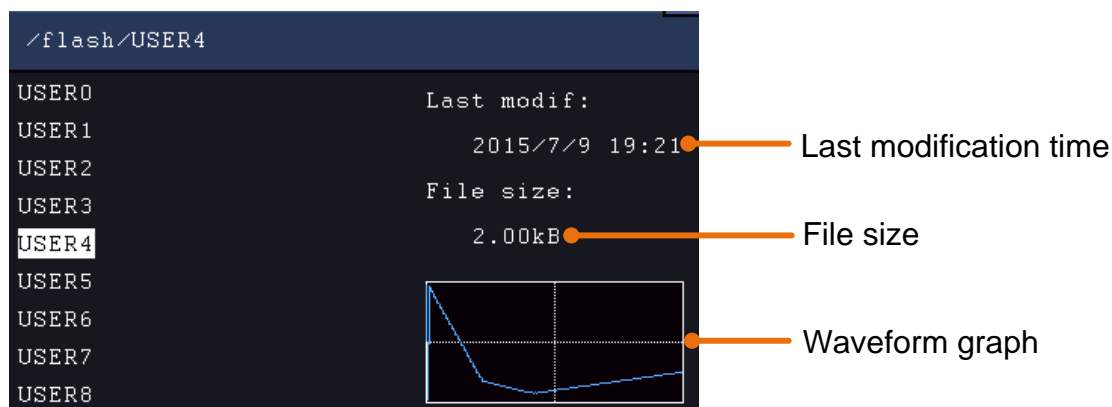 /flash/USER4
USER0
USER1
USER2
USER3
USER4
USER5
USER6
USER7
USER8
Last modif:
2015/7/9 19:21
File size:
2.00kB
Last modification time
File size
Waveform graph